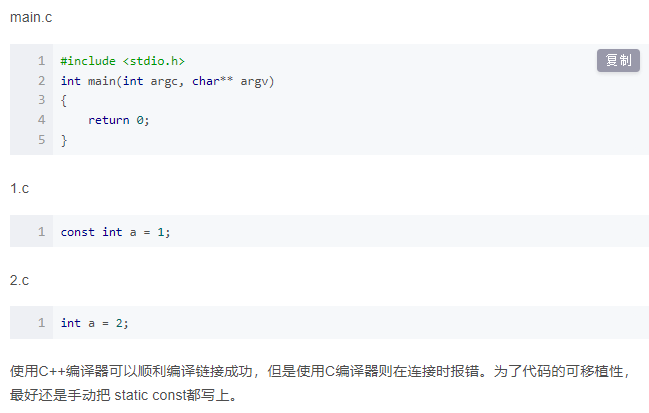 main.c
复制
1 #include <stdio.h>
2 int main(int argc, char** argv)
3 {
4     return 0;
5 }
1.c
1 const int a = 1;
2.c
1 int a = 2;
使用C++编译器可以顺利编译链接成功，但是使用C编译器则在连接时报错。为了代码的可移植性，
最好还是手动把 static const都写上。